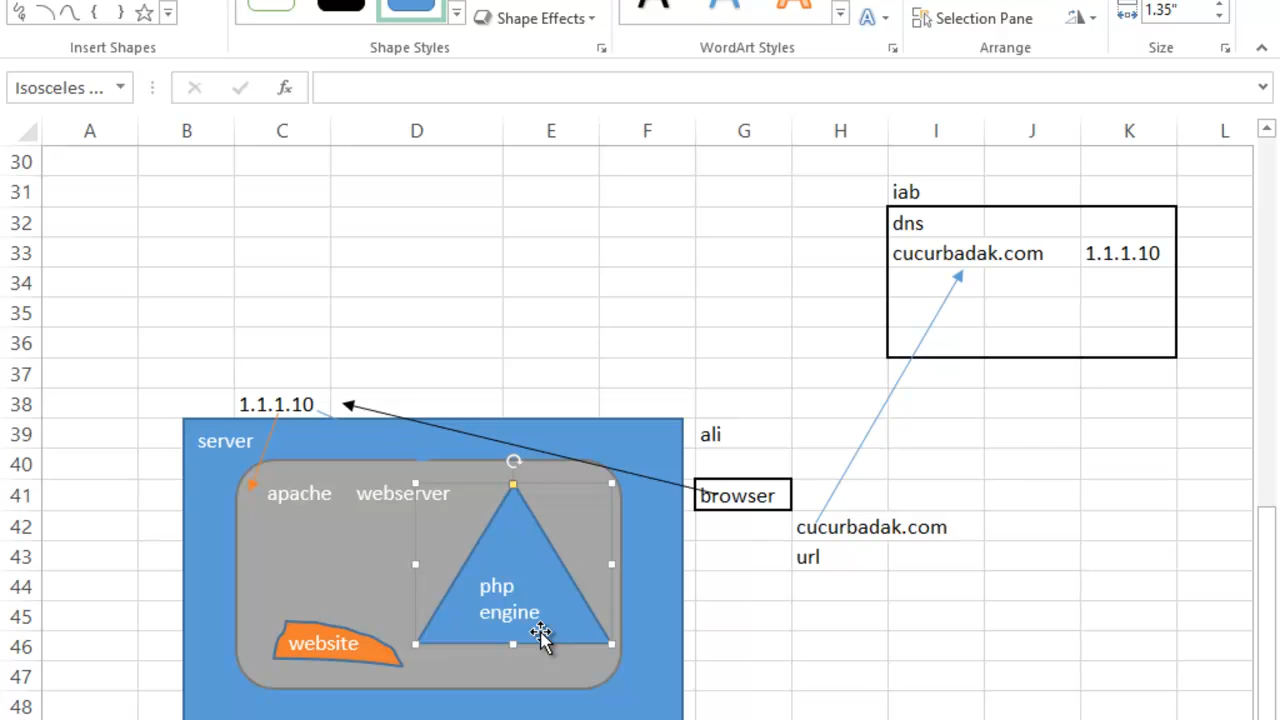 Shape Effects
1.35"
Selection Pane
Insert Shapes
Shape Styles
WordArt Styles
Arrange
Size
Isosceles ...
fx
A B C D E F G H I J K L
30
31 iab
32 dns
33 cucurbadak.com 1.1.1.10
34
35
36
37
38 1.1.1.10
39 server ali
40
41 apache webserver browser
42 cucurbadak.com
43 url
44 php
45 engine
46 website
47
48